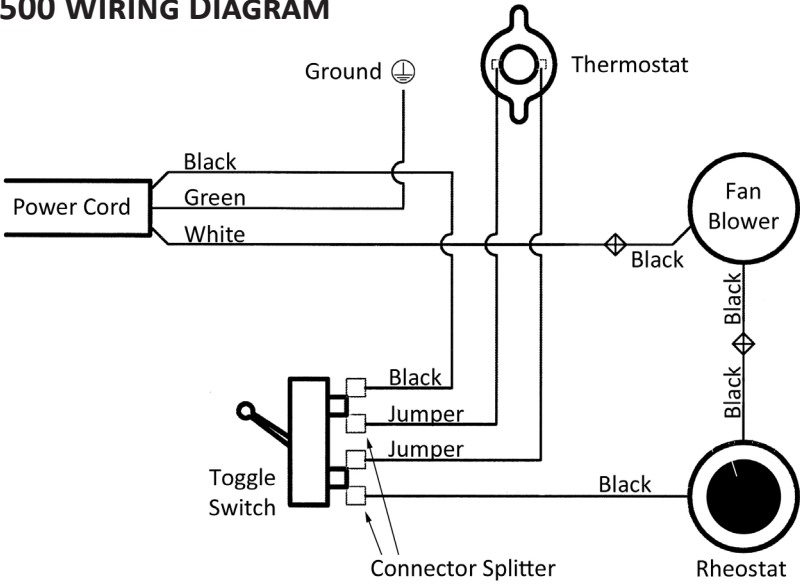 500 WIRING DIAGRAM
Ground
Thermostat
Black
Power Cord
Green
White
Fan
Blower
Black
Black
Black
Black
Jumper
Jumper
Toggle
Switch
Black
Connector Splitter
Rheostat